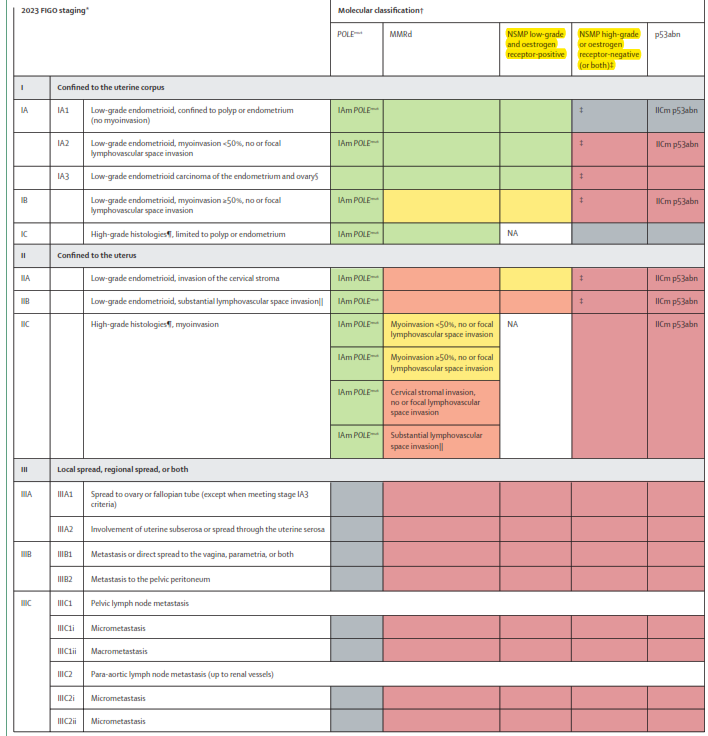 2023 FIGO staging*
Molecular classification†
POLEmut
MMRd
NSMP low-grade
and oestrogen
receptor-positive
NSMP high-grade
or oestrogen
receptor-negative
(or both)‡
p53abn
I Confined to the uterine corpus
IA IA1 Low-grade endometrioid, confined to polyp or endometrium
(no myoinvasion)
IAm POLEmut ‡ IICm p53abn
IA2 Low-grade endometrioid, myoinvasion <50%, no or focal
lymphovascular space invasion
IAm POLEmut ‡ IICm p53abn
IA3 Low-grade endometrioid carcinoma of the endometrium and ovary§ ‡
IB Low-grade endometrioid, myoinvasion ≥50%, no or focal
lymphovascular space invasion
IAm POLEmut ‡ IICm p53abn
IC High-grade histologies¶, limited to polyp or endometrium IAm POLEmut NA
II Confined to the uterus
IIA Low-grade endometrioid, invasion of the cervical stroma IAm POLEmut ‡ IICm p53abn
IIB Low-grade endometrioid, substantial lymphovascular space invasion|| IAm POLEmut ‡ IICm p53abn
IIC High-grade histologies¶, myoinvasion IAm POLEmut Myoinvasion <50%, no or focal NA IICm p53abn
lymphovascular space invasion
IAm POLEmut Myoinvasion ≥50%, no or focal
lymphovascular space invasion
IAm POLEmut Cervical stromal invasion,
no or focal lymphovascular
space invasion
IAm POLEmut Substantial lymphovascular
space invasion||
III Local spread, regional spread, or both
IIIA IIIA1 Spread to ovary or fallopian tube (except when meeting stage IA3
criteria)
IIIA2 Involvement of uterine subserosa or spread through the uterine serosa
IIIB IIIB1 Metastasis or direct spread to the vagina, parametria, or both
IIIB2 Metastasis to the pelvic peritoneum
IIIC IIIC1 Pelvic lymph node metastasis
IIIC1i Micrometastasis
IIIC1ii Macrometastasis
IIIC2 Para-aortic lymph node metastasis (up to renal vessels)
IIIC2i Micrometastasis
IIIC2ii Micrometastasis